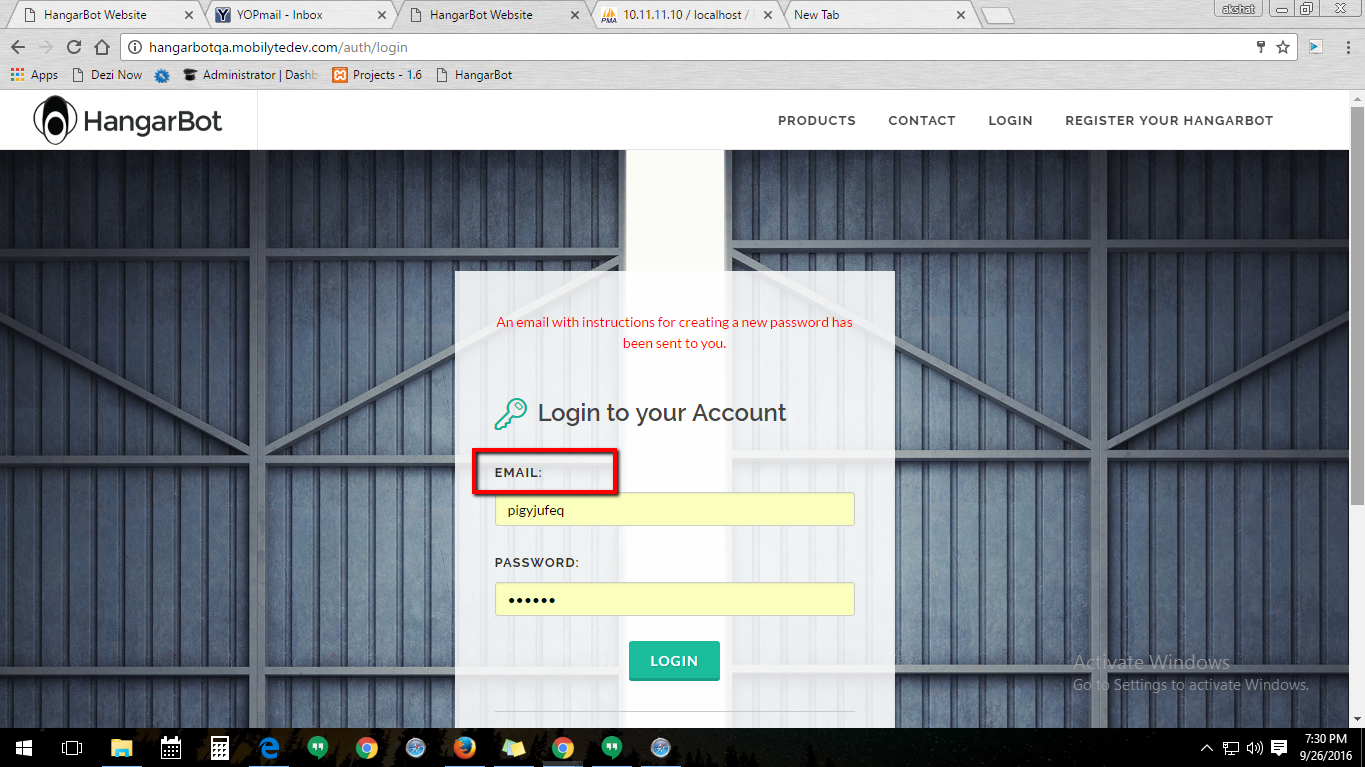 HangarBot Website
YOPmail - Inbox
HangarBot Website
PMA
10.11.11.10 / localhost /
New Tab
akshat
hangarbotqa.mobilytedev.com/auth/login
Apps
Dezi Now
Administrator | Dashb
Projects - 1.6
HangarBot
HangarBot
PRODUCTS
CONTACT
LOGIN
REGISTER YOUR HANGARBOT
An email with instructions for creating a new password has
been sent to you.
Login to your Account
EMAIL:
pigyjufeq
PASSWORD:
••••••
LOGIN
Activate Windows
Go to Settings to activate Windows.
7:30 PM
9/26/2016